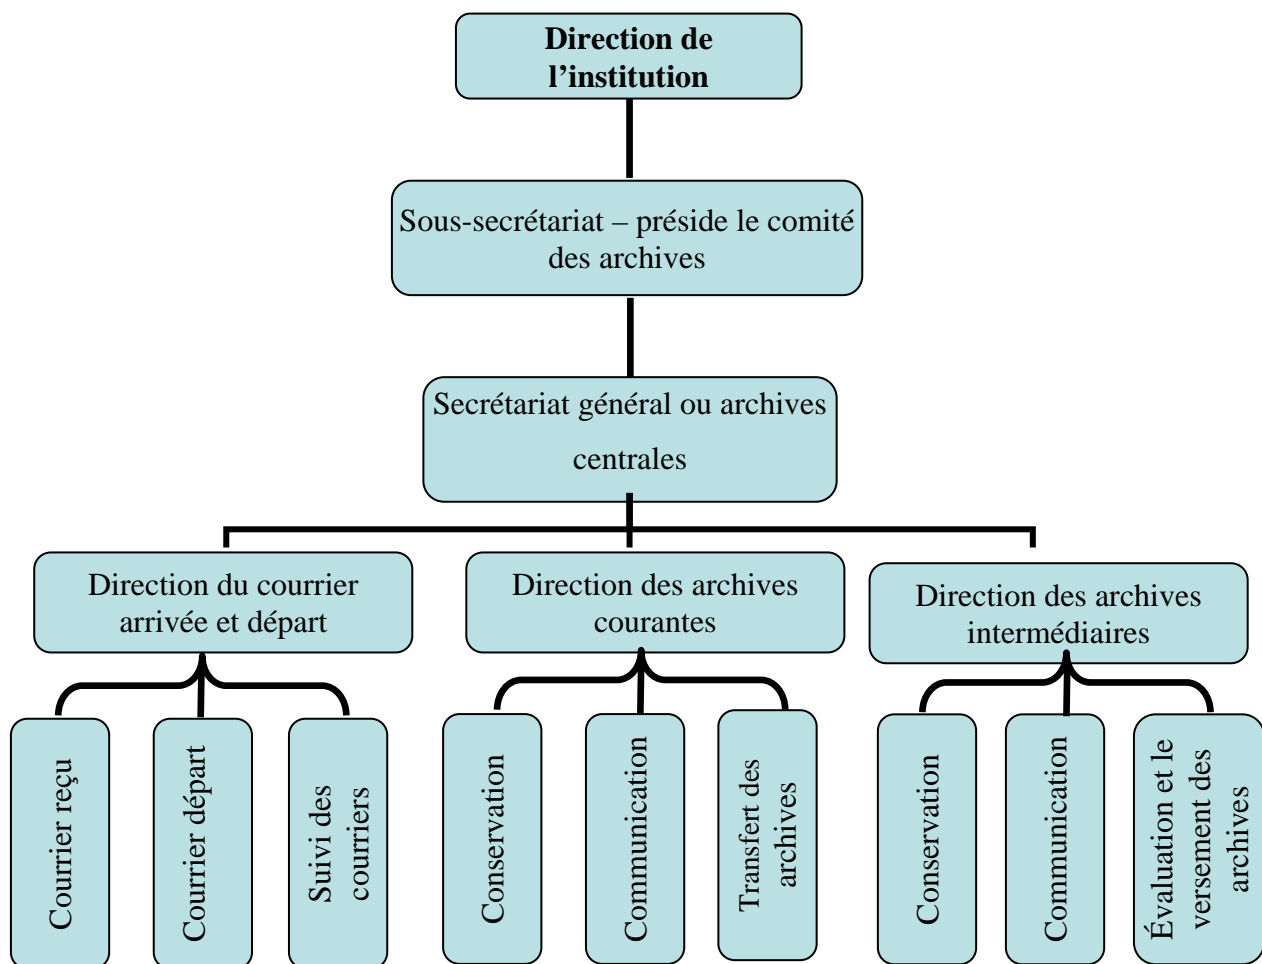 Direction de
l’institution
Sous-secrétariat – préside le comité
des archives
Secrétariat général ou archives
centrales
Direction du courrier
arrivée et départ
Direction des archives
courantes
Direction des archives
intermédiaires
Courrier reçu
Courrier départ
Suivi des
courriers
Conservation
Communication
Transfert des
archives
Conservation
Communication
Évaluation et le
versement des
archives